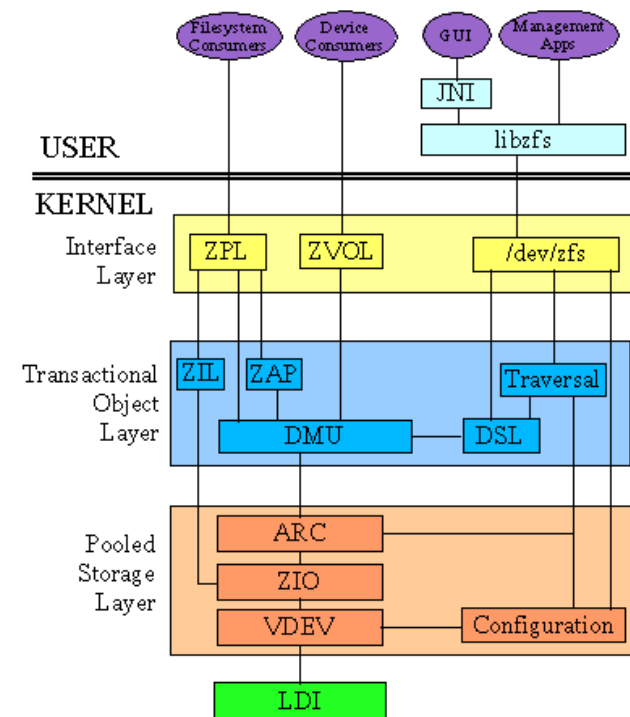 Filesystem
Consumers
Device
Consumers
GUI
Management
Apps
JNI
libzfs
USER
KERNEL
Interface
Layer
ZPL
ZVOL
/dev/zfs
Transactional
Object
Layer
ZIL
ZAP
Traversal
DMU
DSL
Pooled
Storage
Layer
ARC
ZIO
VDEV
Configuration
LDI